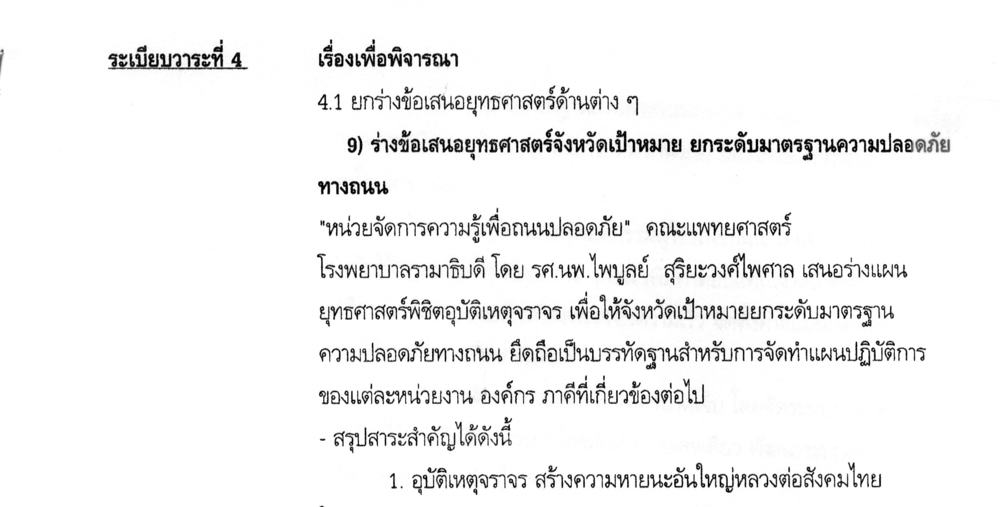 ระเบียบวาระที่ 4 เรื่องเพื่อพิจารณา
4.1 ยกร่างข้อเสนอยุทธศาสตร์ด้านต่าง ๆ
9) ร่างข้อเสนอยุทธศาสตร์จังหวัดเป้าหมาย ยกระดับมาตรฐานความปลอดภัย
ทางถนน
"หน่วยจัดการความรู้เพื่อถนนปลอดภัย" คณะแพทยศาสตร์
โรงพยาบาลรามาธิบดี โดย รศ.นพ.ไพบูลย์ สุริยะวงศ์ไพศาล เสนอร่างแผน
ยุทธศาสตร์พิชิตอุบัติเหตุจราจร เพื่อให้จังหวัดเป้าหมายยกระดับมาตรฐาน
ความปลอดภัยทางถนน ยึดถือเป็นบรรทัดฐานสำหรับการจัดทำแผนปฏิบัติการ
ของแต่ละหน่วยงาน องค์กร ภาคีที่เกี่ยวข้องต่อไป
- สรุปสาระสำคัญได้ดังนี้
1. อุบัติเหตุจราจร สร้างความหายนะอันใหญ่หลวงต่อสังคมไทย